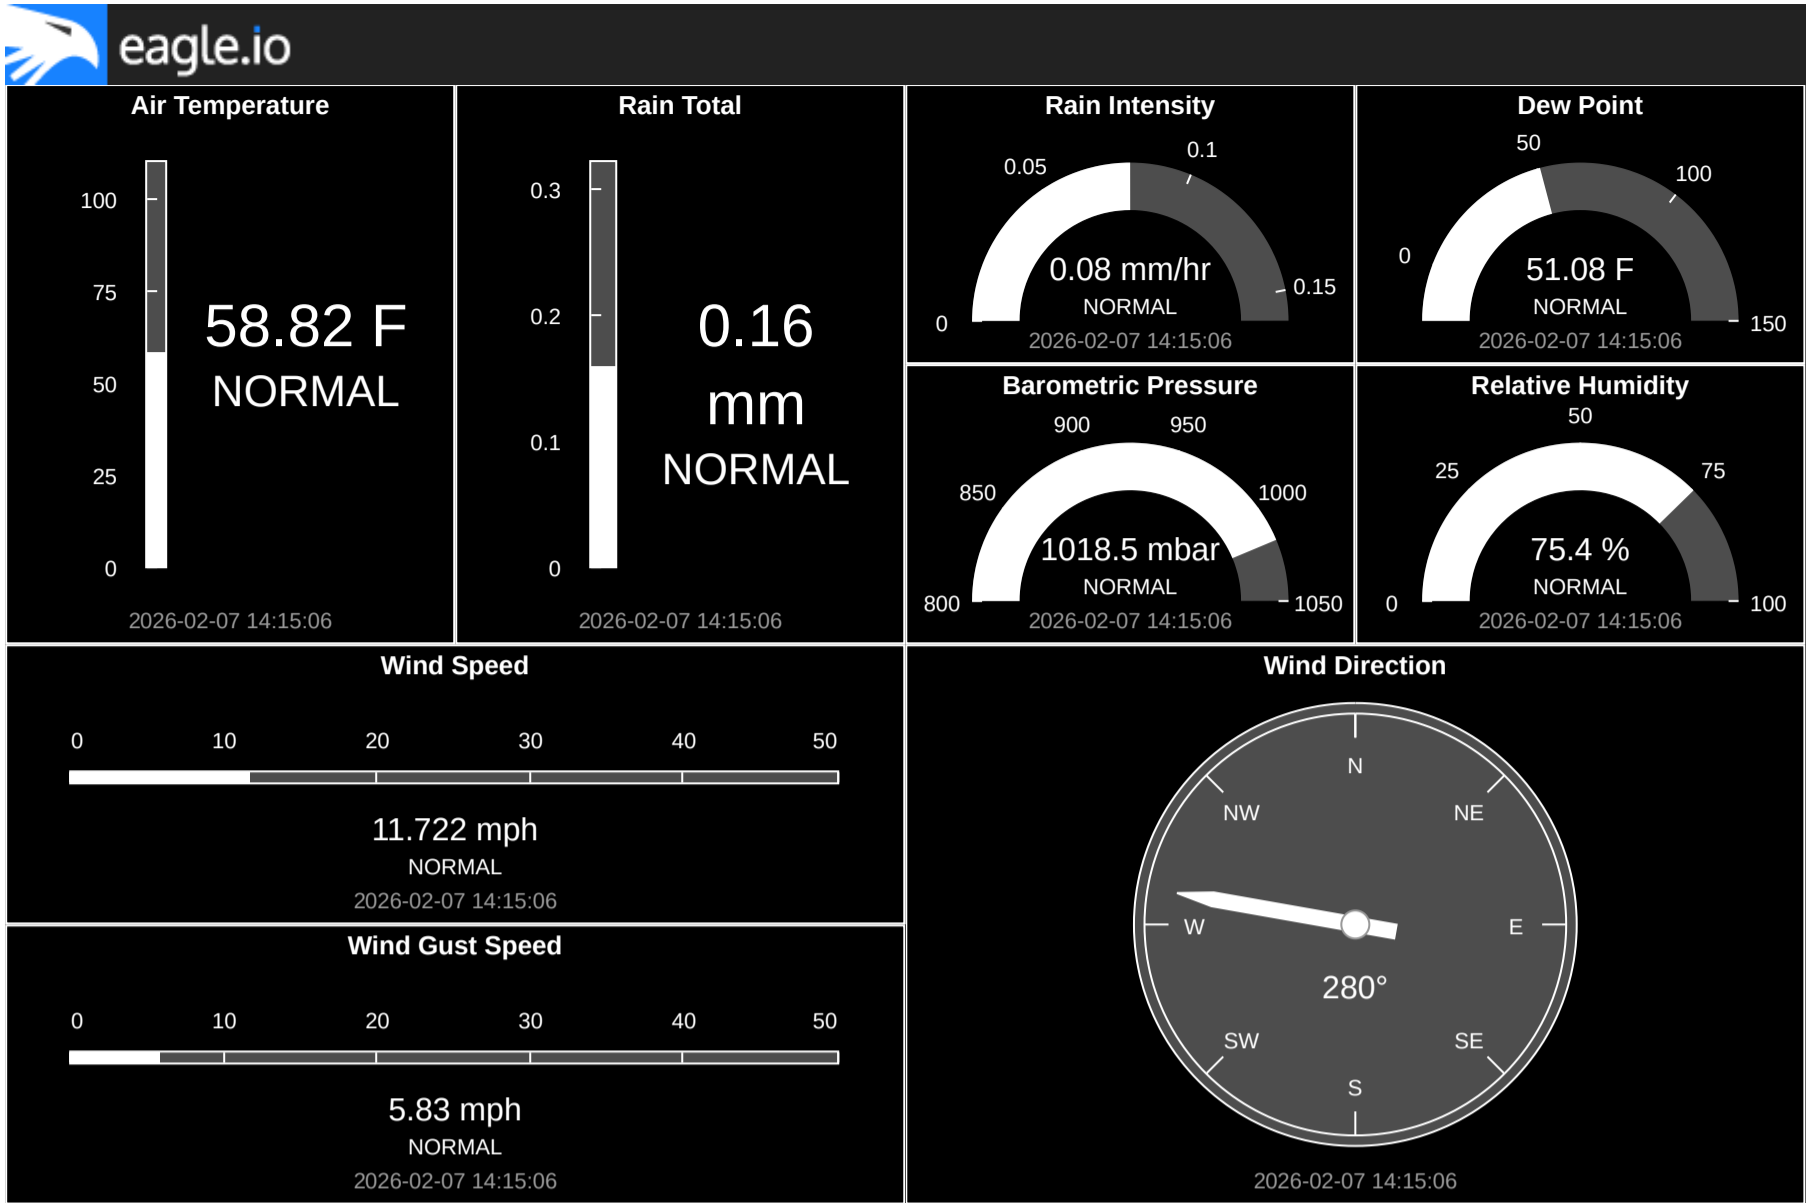 eagle.io
Air Temperature
100
75
50
25
0
58.82 F
NORMAL
2026-02-07 14:15:06
Rain Total
0.3
0.2
0.1
0
0.16
mm
NORMAL
2026-02-07 14:15:06
Rain Intensity
0
0.05
0.1
0.15
0.08 mm/hr
NORMAL
2026-02-07 14:15:06
Dew Point
0
50
100
150
51.08 F
NORMAL
2026-02-07 14:15:06
Barometric Pressure
800
850
900
950
1000
1050
1018.5 mbar
NORMAL
2026-02-07 14:15:06
Relative Humidity
0
25
50
75
100
75.4 %
NORMAL
2026-02-07 14:15:06
Wind Speed
0 10 20 30 40 50
11.722 mph
NORMAL
2026-02-07 14:15:06
Wind Gust Speed
0 10 20 30 40 50
5.83 mph
NORMAL
2026-02-07 14:15:06
Wind Direction
N
NW NE
W E
280°
SW SE
S
2026-02-07 14:15:06